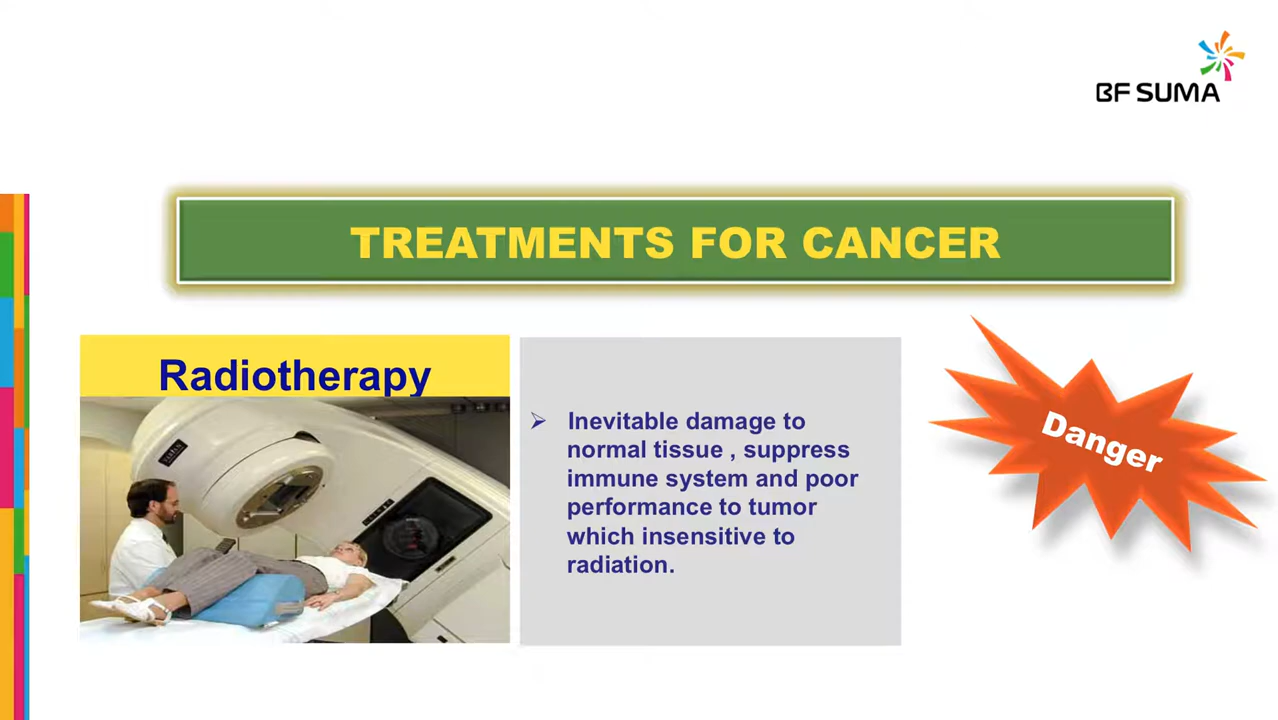 BF SUMA
TREATMENTS FOR CANCER
Radiotherapy
➢ Inevitable damage to
normal tissue , suppress
immune system and poor
performance to tumor
which insensitive to
radiation.
Danger